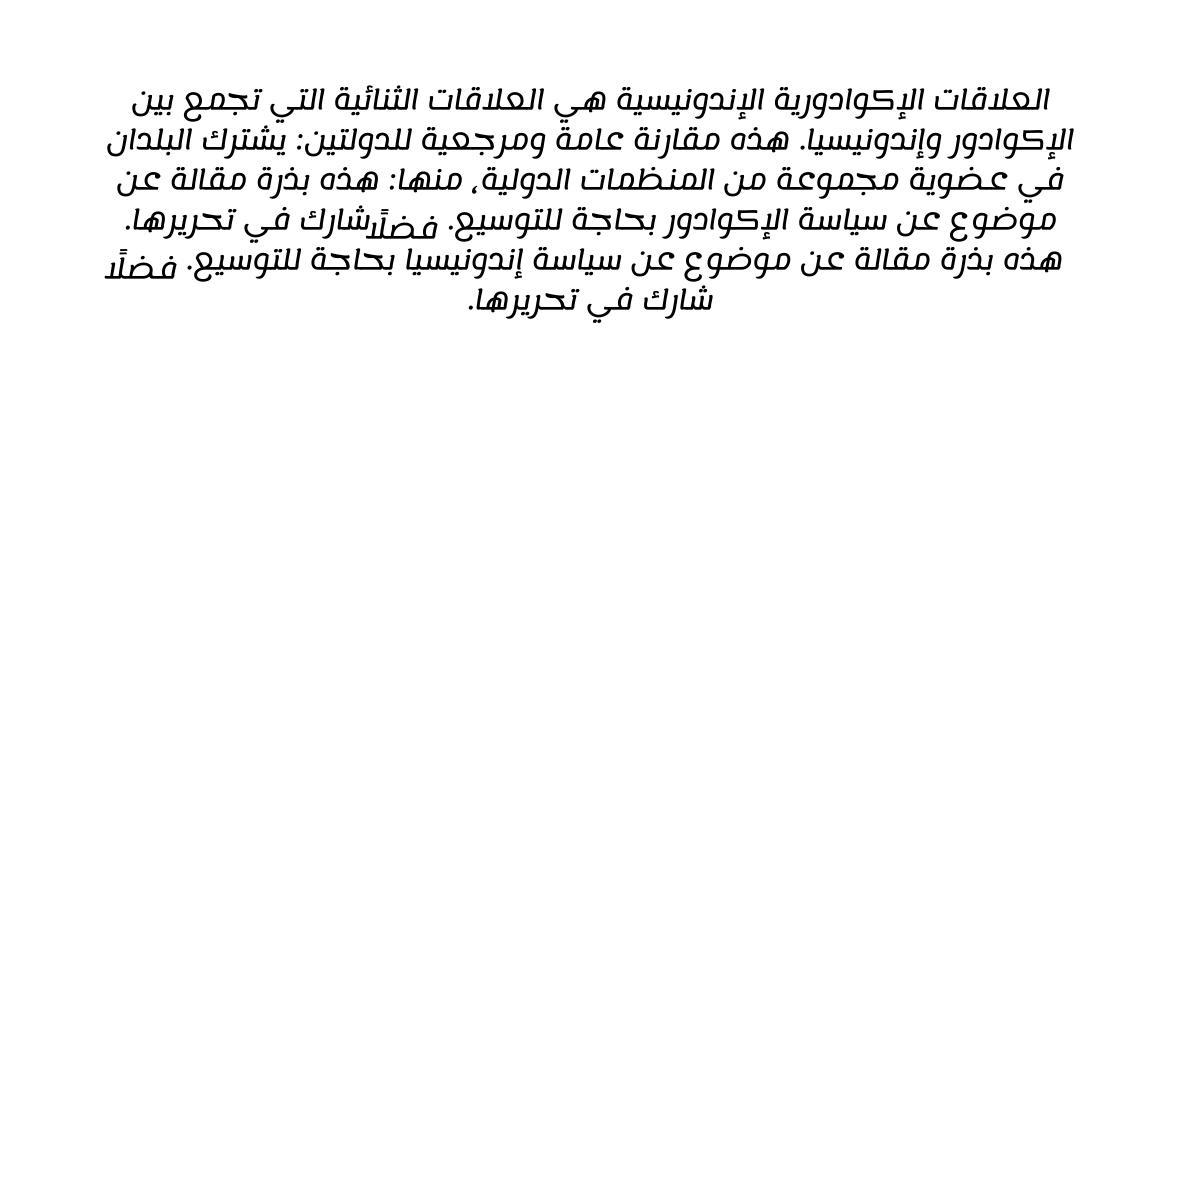 العلاقات الإكوادورية الإندونيسية هي العلاقات الثنائية التي تجمع بين
الإكوادور وإندونيسيا. هذه مقارنة عامة ومرجعية للدولتين: يشترك البلدان
في عضوية مجموعة من المنظمات الدولية، منها: هذه بذرة مقالة عن
موضوع عن سياسة الإكوادور بحاجة للتوسيع. فضلًا شارك في تحريرها.
هذه بذرة مقالة عن موضوع عن سياسة إندونيسيا بحاجة للتوسيع. فضلًا
شارك في تحريرها.